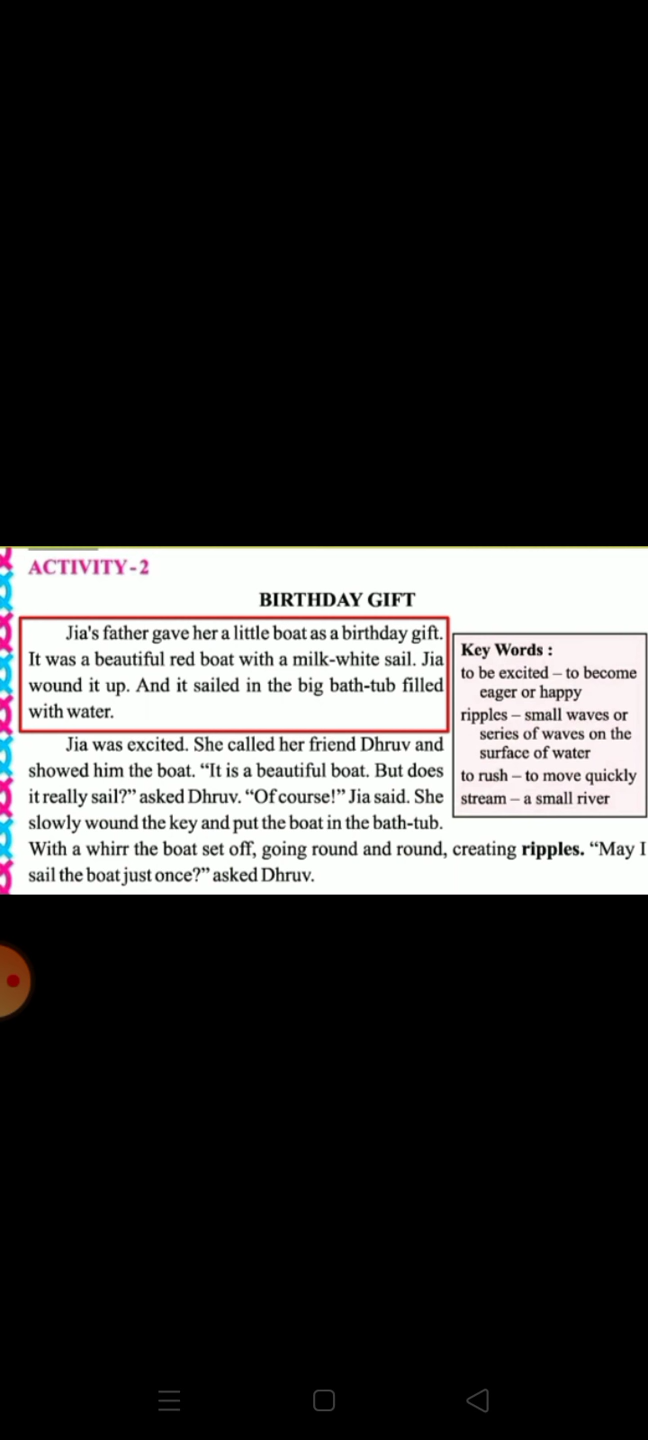 ACTIVITY - 2
BIRTHDAY GIFT
Jia's father gave her a little boat as a birthday gift.
It was a beautiful red boat with a milk-white sail. Jia
wound it up. And it sailed in the big bath-tub filled
with water.
Jia was excited. She called her friend Dhruv and
showed him the boat. “It is a beautiful boat. But does
it really sail?” asked Dhruv. “Of course!” Jia said. She
slowly wound the key and put the boat in the bath-tub.
With a whirr the boat set off, going round and round, creating ripples. “May I
sail the boat just once?” asked Dhruv.
Key Words :
to be excited – to become
eager or happy
ripples – small waves or
series of waves on the
surface of water
to rush – to move quickly
stream – a small river